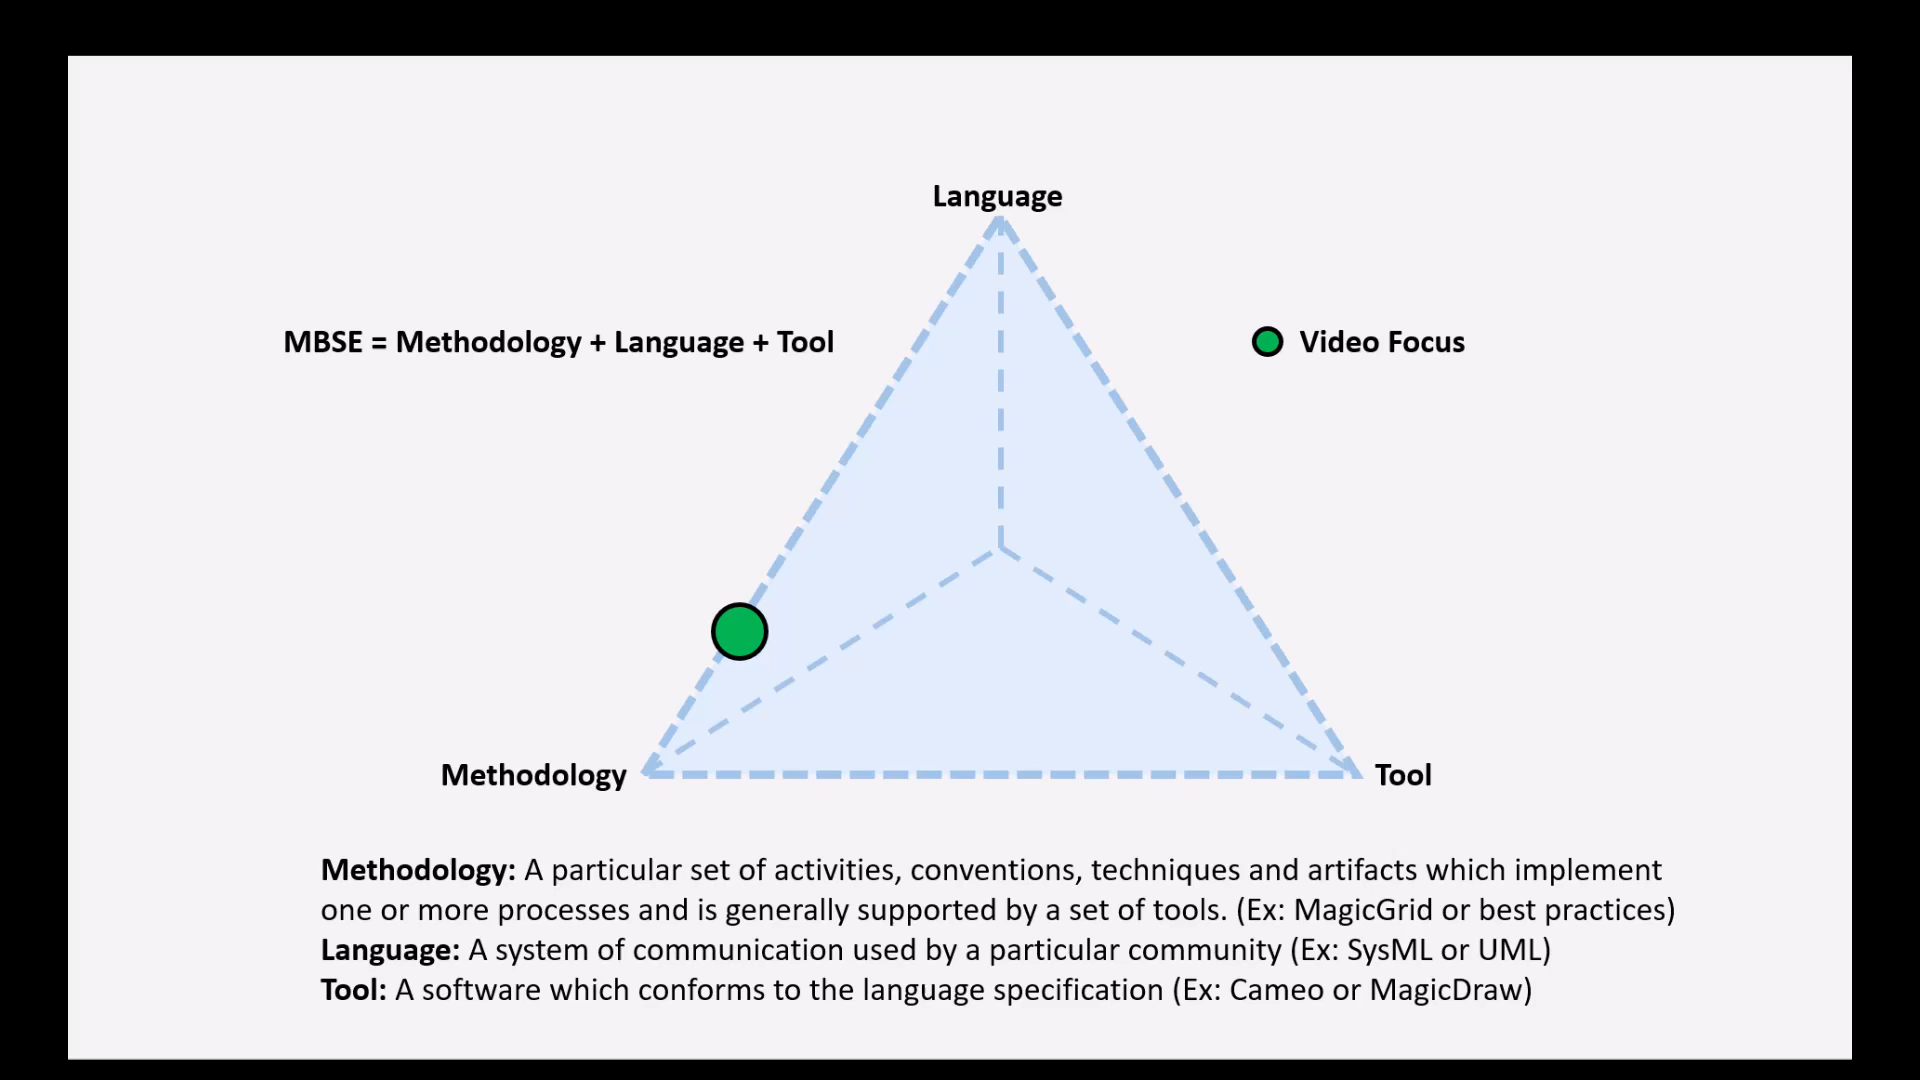 Language
MBSE = Methodology + Language + Tool
Video Focus
Methodology
Tool
Methodology: A particular set of activities, conventions, techniques and artifacts which implement
one or more processes and is generally supported by a set of tools. (Ex: MagicGrid or best practices)
Language: A system of communication used by a particular community (Ex: SysML or UML)
Tool: A software which conforms to the language specification (Ex: Cameo or MagicDraw)